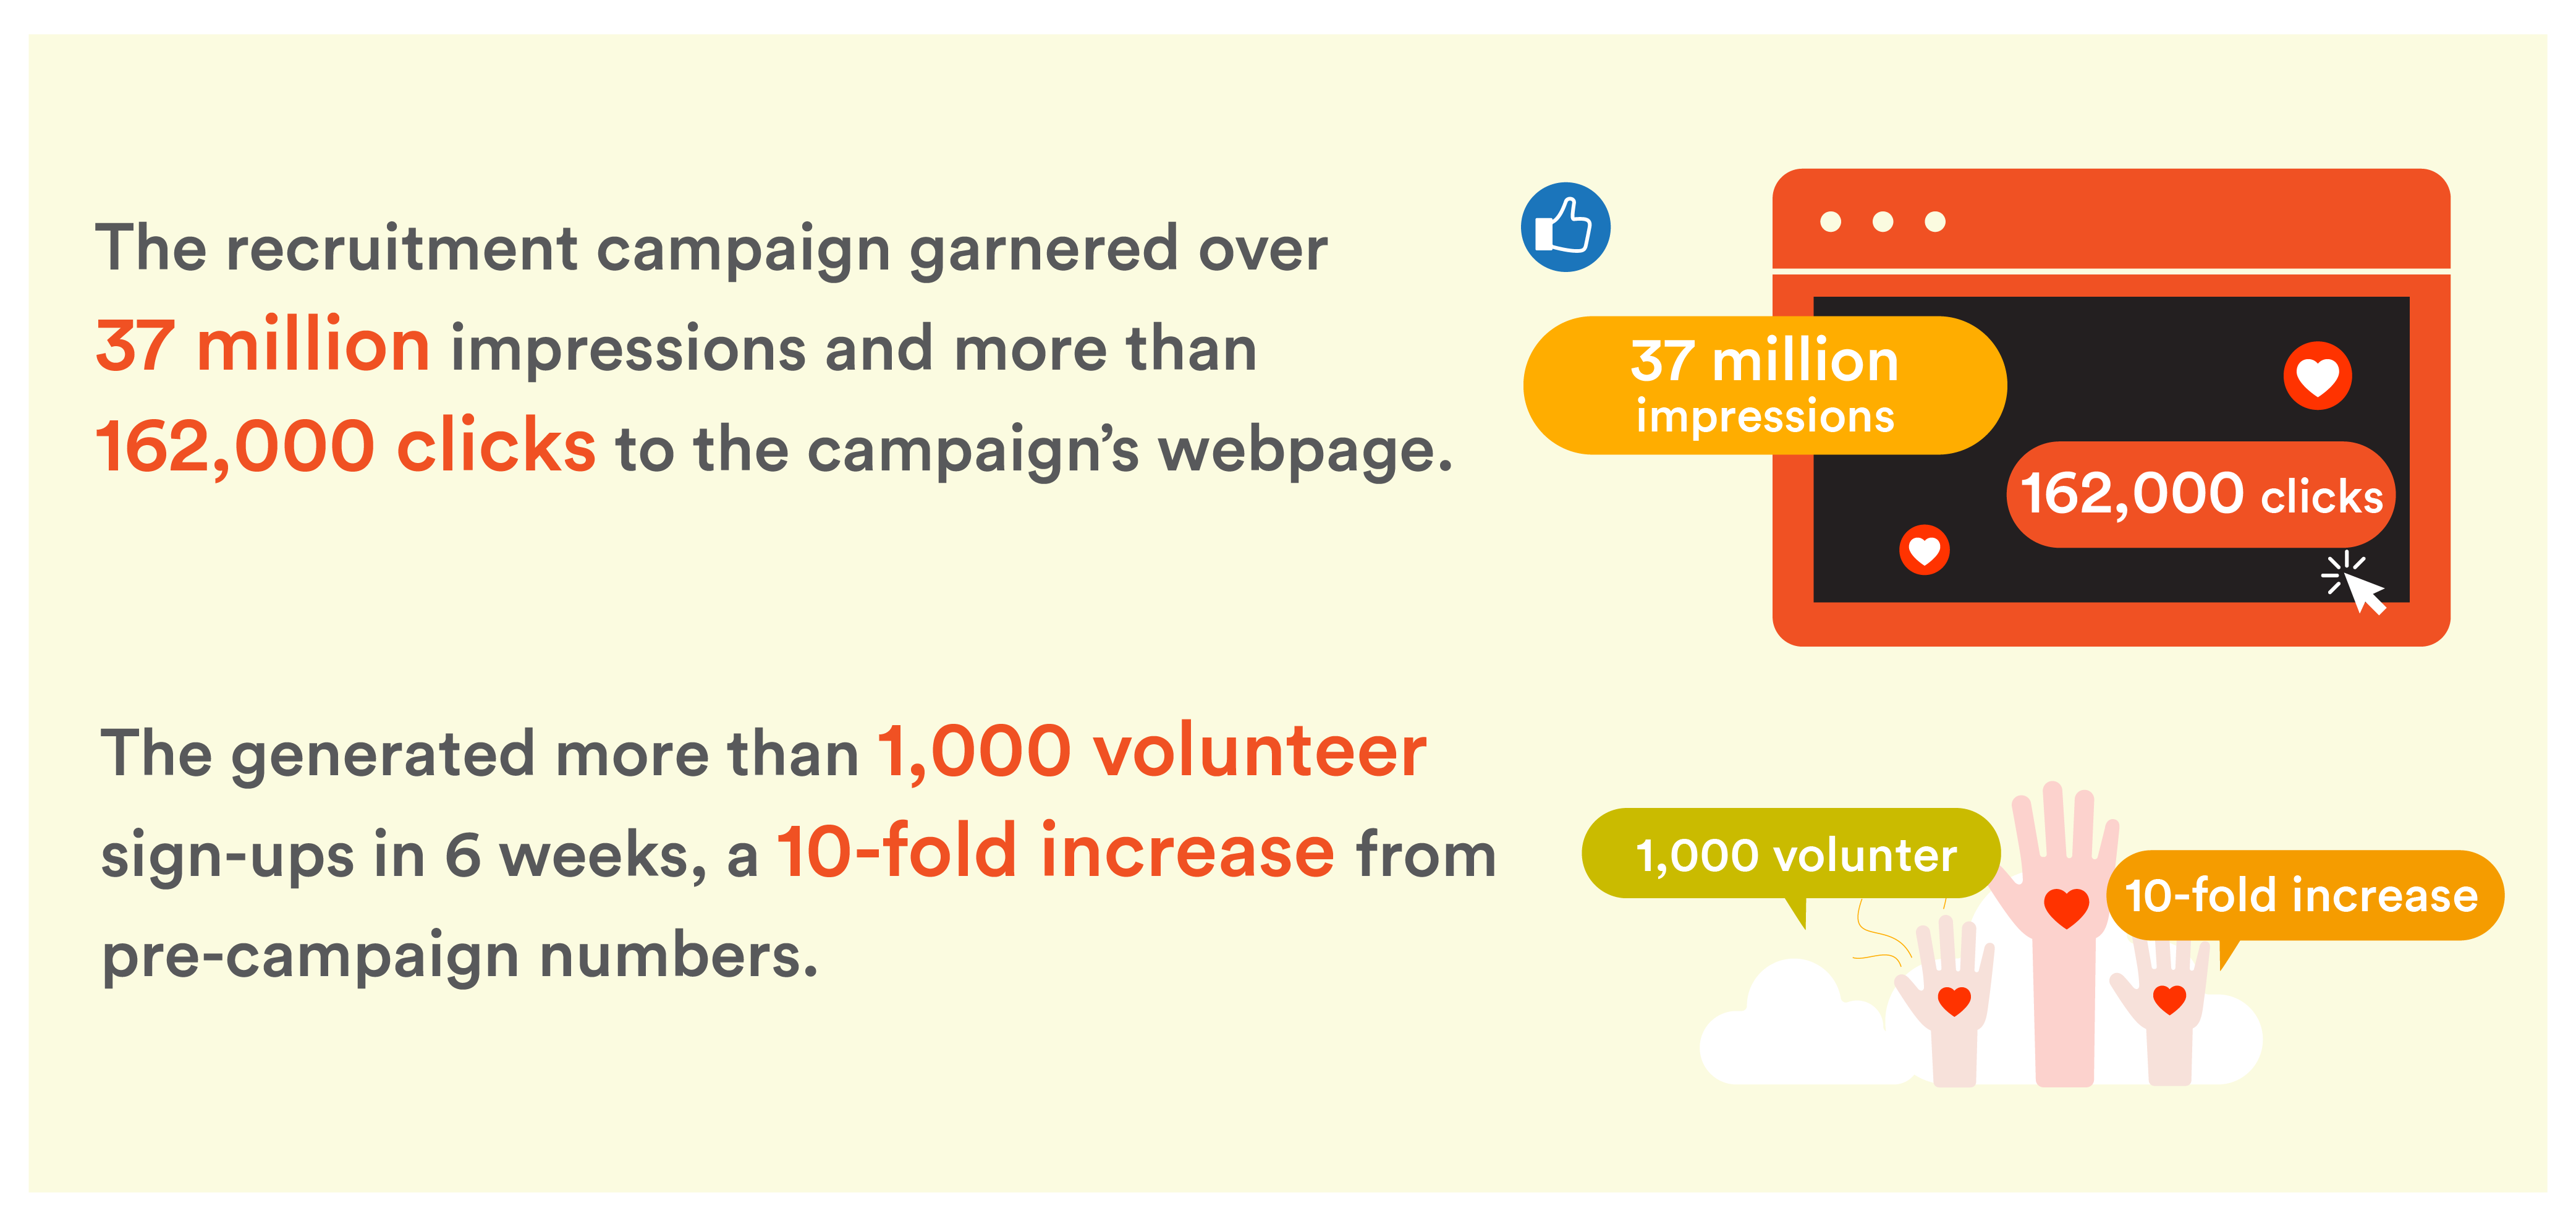 The recruitment campaign garnered over
37 million impressions and more than
162,000 clicks to the campaign’s webpage.
37 million
impressions
162,000 clicks
The generated more than 1,000 volunteer
sign-ups in 6 weeks, a 10-fold increase from
pre-campaign numbers.
1,000 volunter
10-fold increase